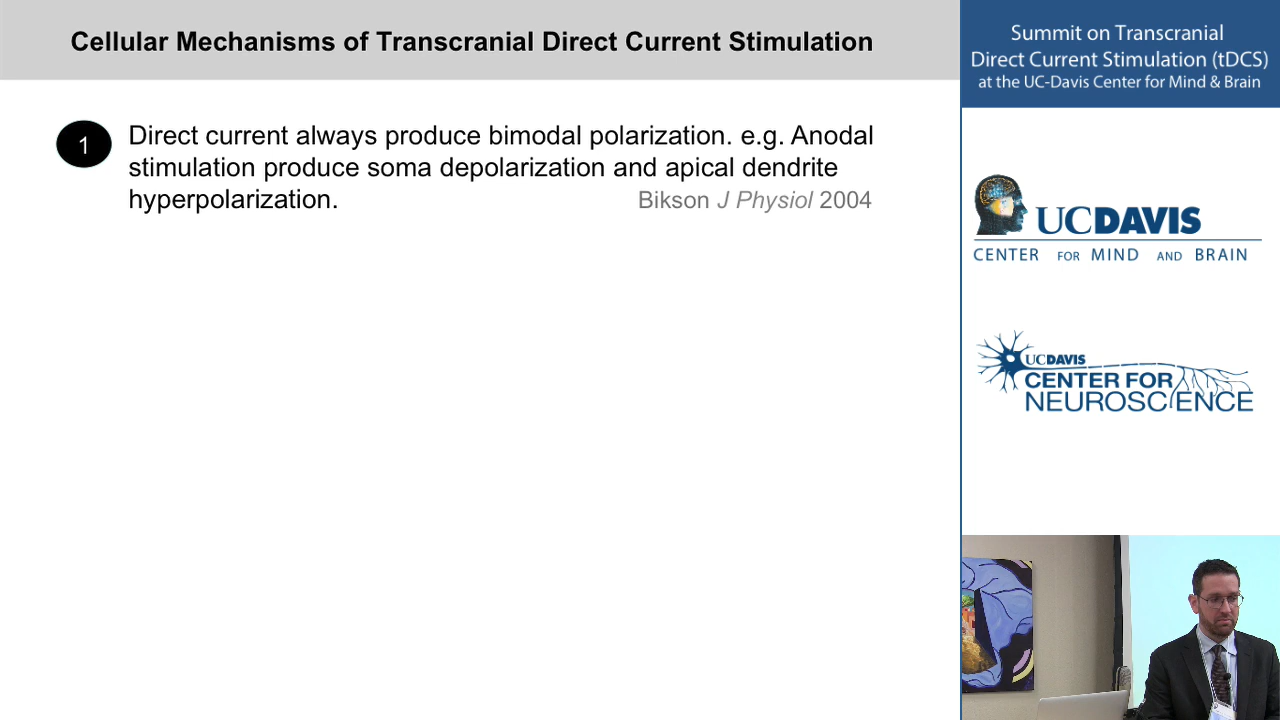 Cellular Mechanisms of Transcranial Direct Current Stimulation
1
Direct current always produce bimodal polarization. e.g. Anodal
stimulation produce soma depolarization and apical dendrite
hyperpolarization.
Bikson J Physiol 2004
Summit on Transcranial
Direct Current Stimulation (tDCS)
at the UC-Davis Center for Mind & Brain
UCDAVIS
CENTER FOR MIND AND BRAIN
UCDAVIS
CENTER FOR
NEUROSCIENCE